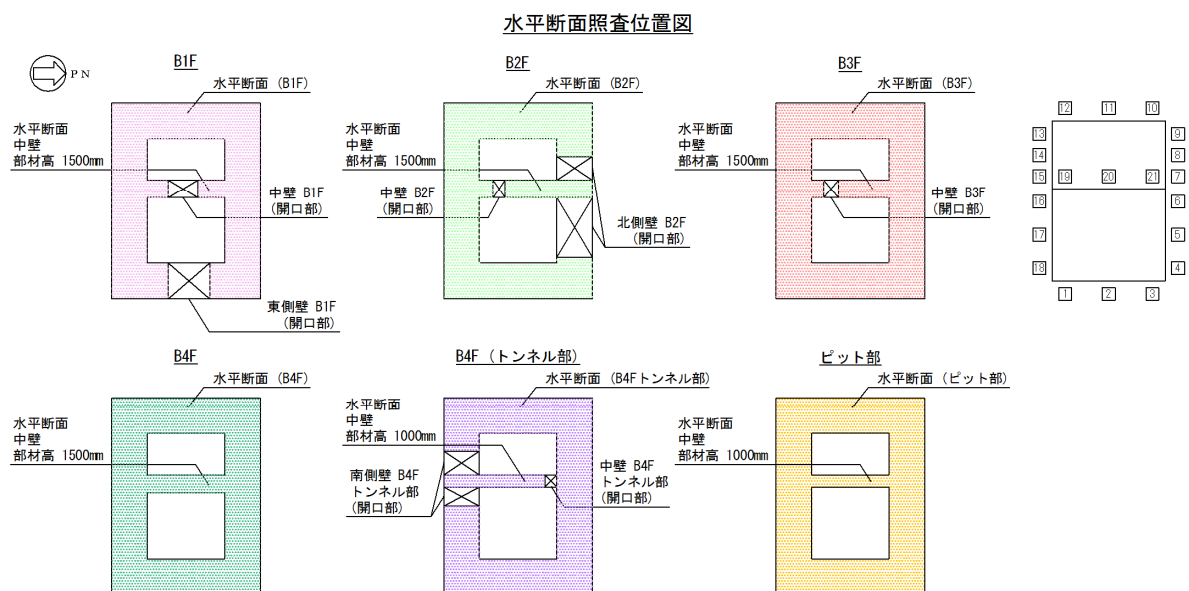 水平断面照査位置図
PN
B1F
水平断面 (B1F)
水平断面
中壁
部材高 1500mm
中壁 B1F
(開口部)
東側壁 B1F
(開口部)
B2F
水平断面 (B2F)
水平断面
中壁
部材高 1500mm
中壁 B2F
(開口部)
北側壁 B2F
(開口部)
B3F
水平断面 (B3F)
水平断面
中壁
部材高 1500mm
中壁 B3F
(開口部)
12 11 10
13 9
14 8
15 19 20 21 7
16 6
17 5
18 4
1 2 3
B4F
水平断面 (B4F)
水平断面
中壁
部材高 1500mm
B4F (トンネル部)
水平断面 (B4Fトンネル部)
水平断面
中壁
部材高 1000mm
南側壁 B4F
トンネル部
(開口部)
中壁 B4F
トンネル部
(開口部)
ピット部
水平断面 (ピット部)
水平断面
中壁
部材高 1000mm